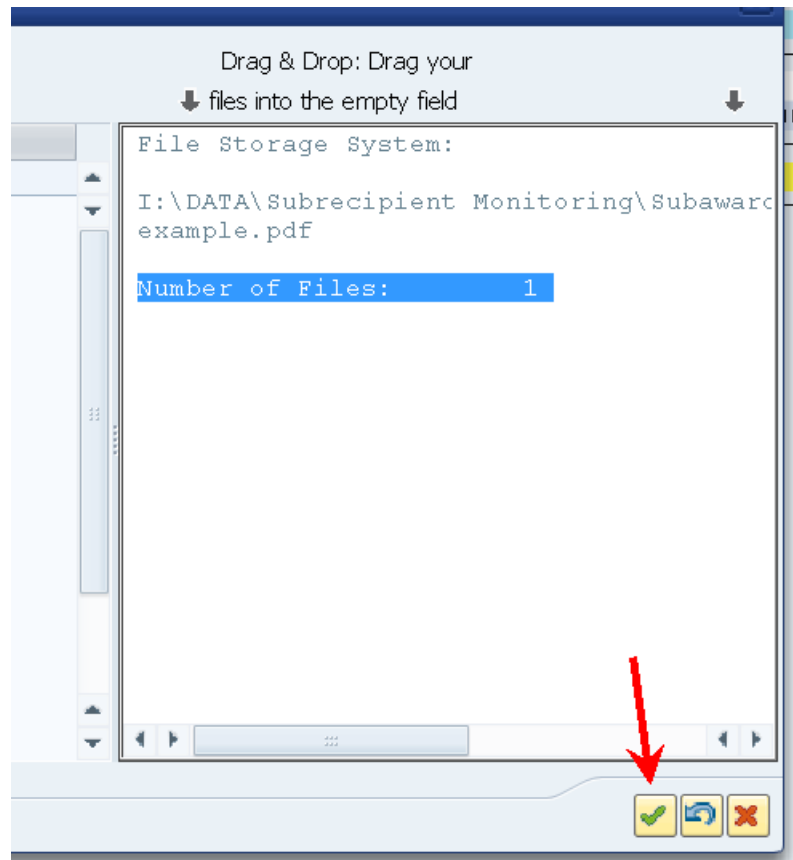 Drag & Drop: Drag your
files into the empty field
File Storage System:
I:\DATA\Subrecipient Monitoring\Subaward
example.pdf
Number of Files: 1